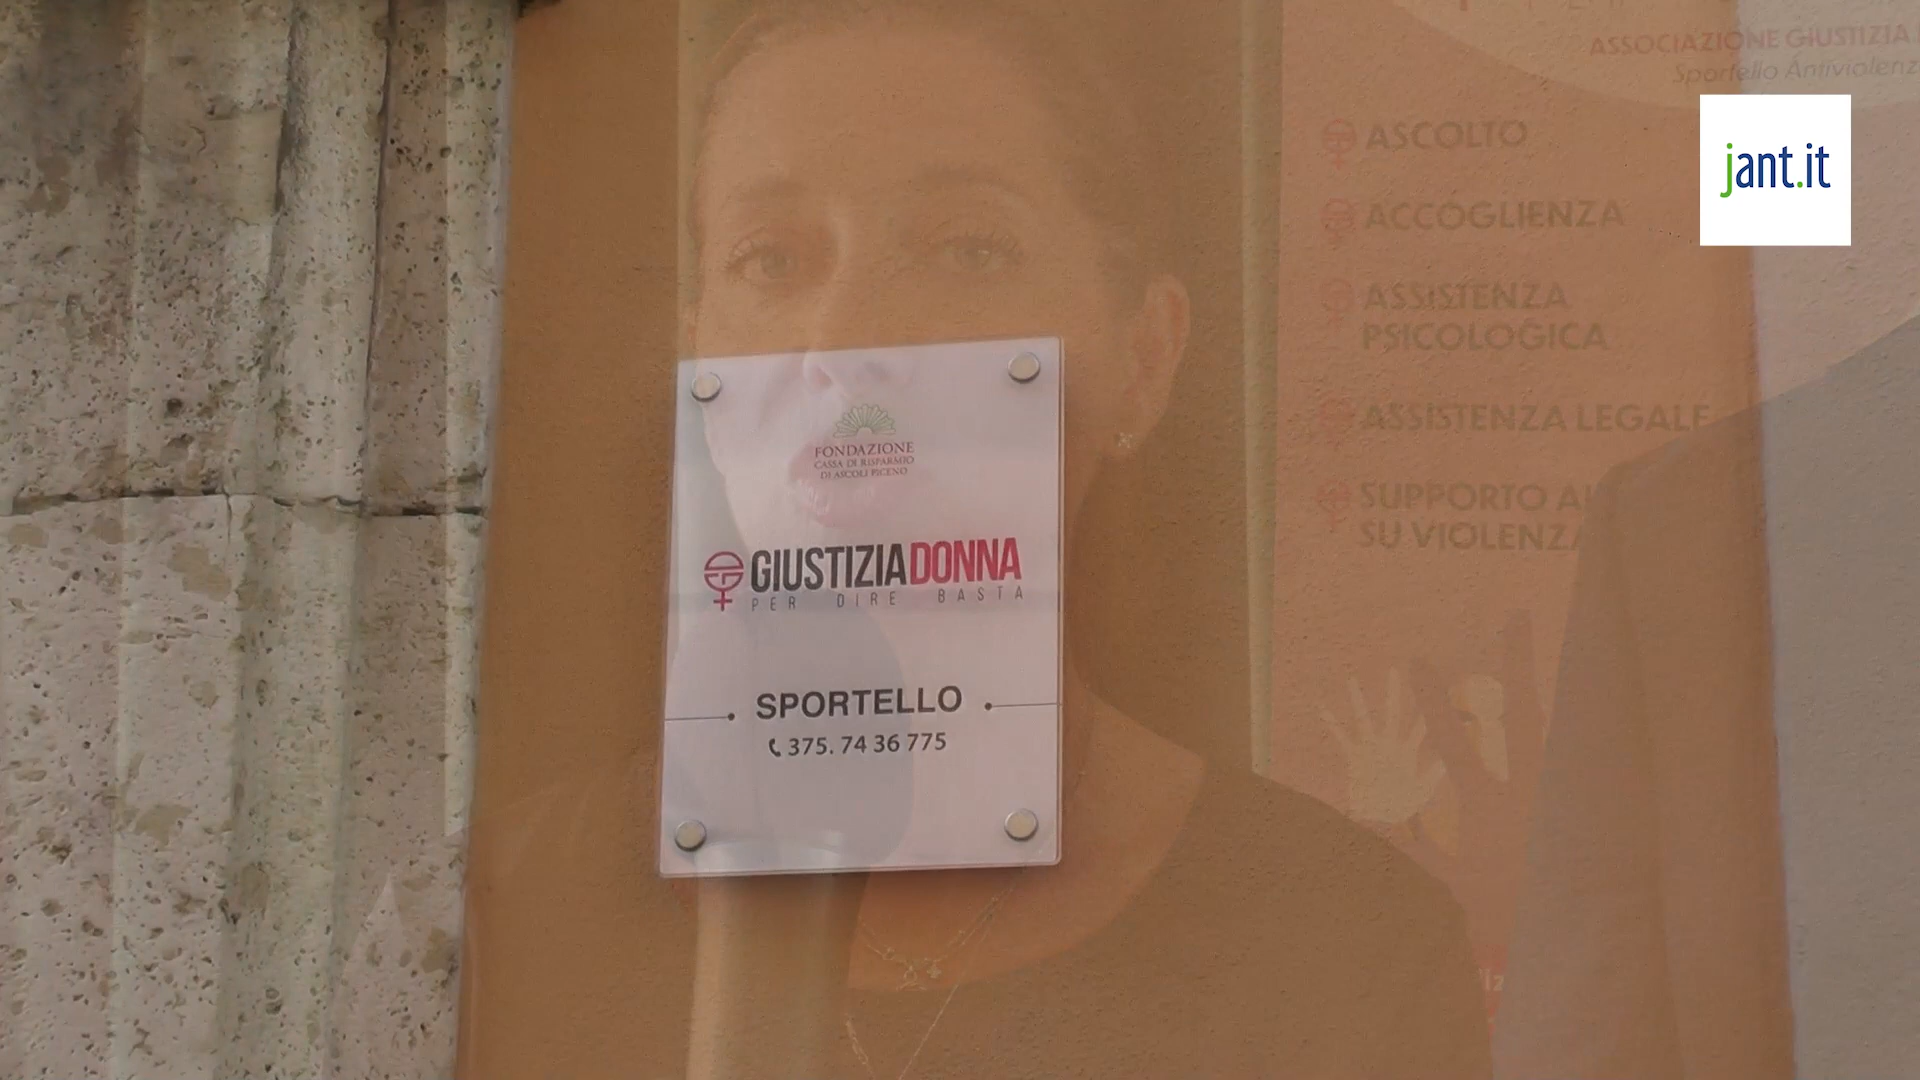 ASSOCIAZIONE GIUSTIZIA
Sportello Antiviolenz
jant.it
ASCOLTO
ACCOGLIENZA
ASSISTENZA
PSICOLOGICA
ASSISTENZA LEGALE
SUPPORTO
SU VIOLENZA
FONDAZIONE
CASSA DI RISPARMIO
DI ASCOLI PICENO
GIUSTIZIADONNA
PER DIRE BASTA
SPORTELLO
375. 74 36 775